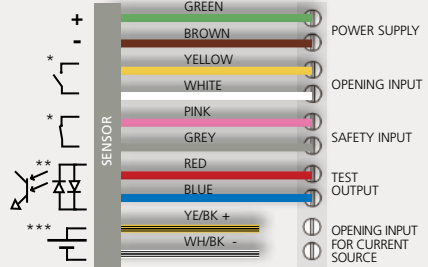 GREEN
+
BROWN
-
POWER SUPPLY
YELLOW
*
WHITE
OPENING INPUT
PINK
*
GREY
SAFETY INPUT
SENSOR
RED
**
BLUE
TEST
OUTPUT
YE/BK +
***
WH/BK -
OPENING INPUT
FOR CURRENT
SOURCE